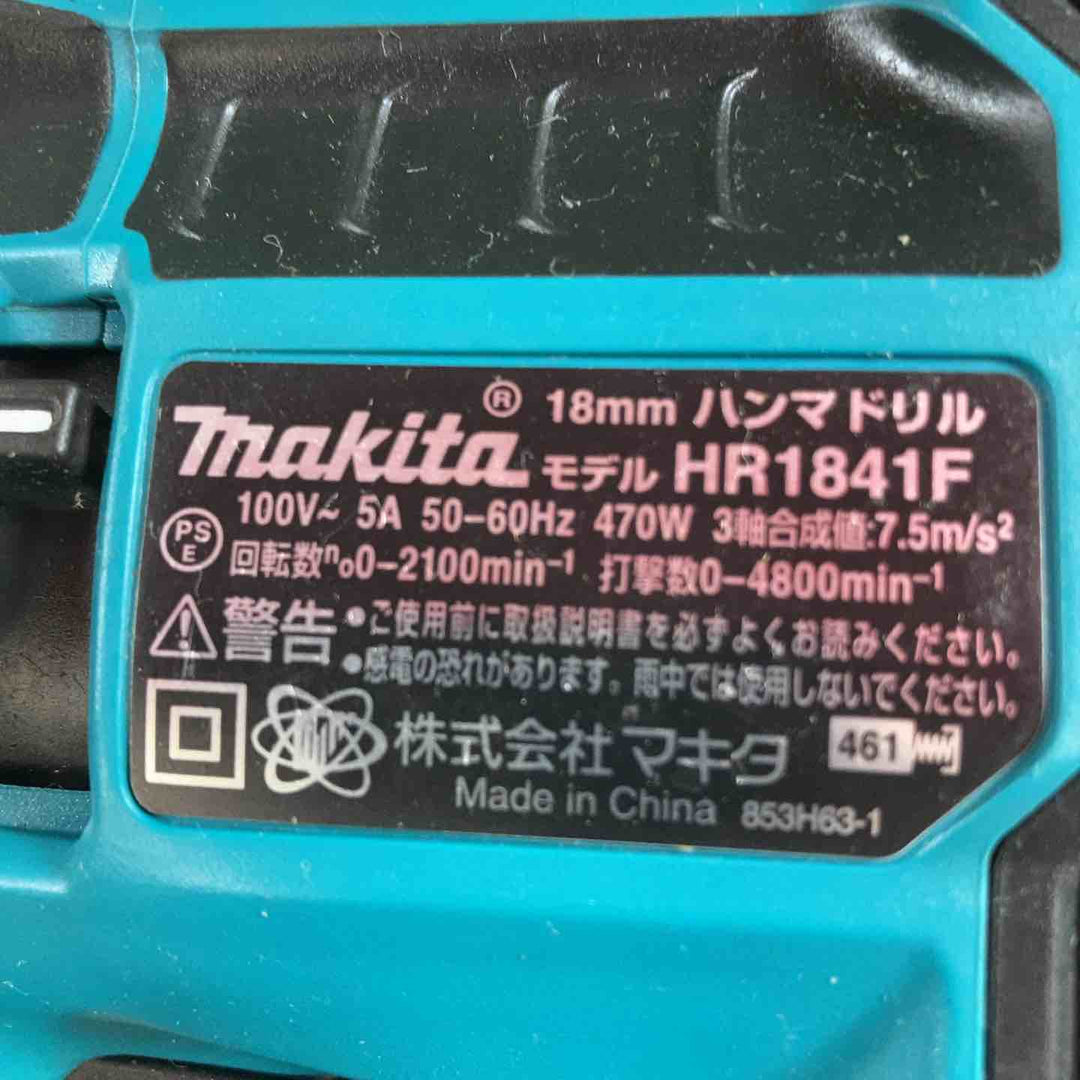 makita® 18mm ハンマドリル
モデル HR1841F
PS E 100V~ 5A 50-60Hz 470W 3軸合成値:7.5m/s²
回転数n₀0-2100min⁻¹ 打撃数0-4800min⁻¹
警告 ●ご使用前に取扱説明書を必ずよくお読みください。
●感電の恐れがあります。雨中では使用しないでください。
株式会社マキタ 461
Made in China 853H63-1